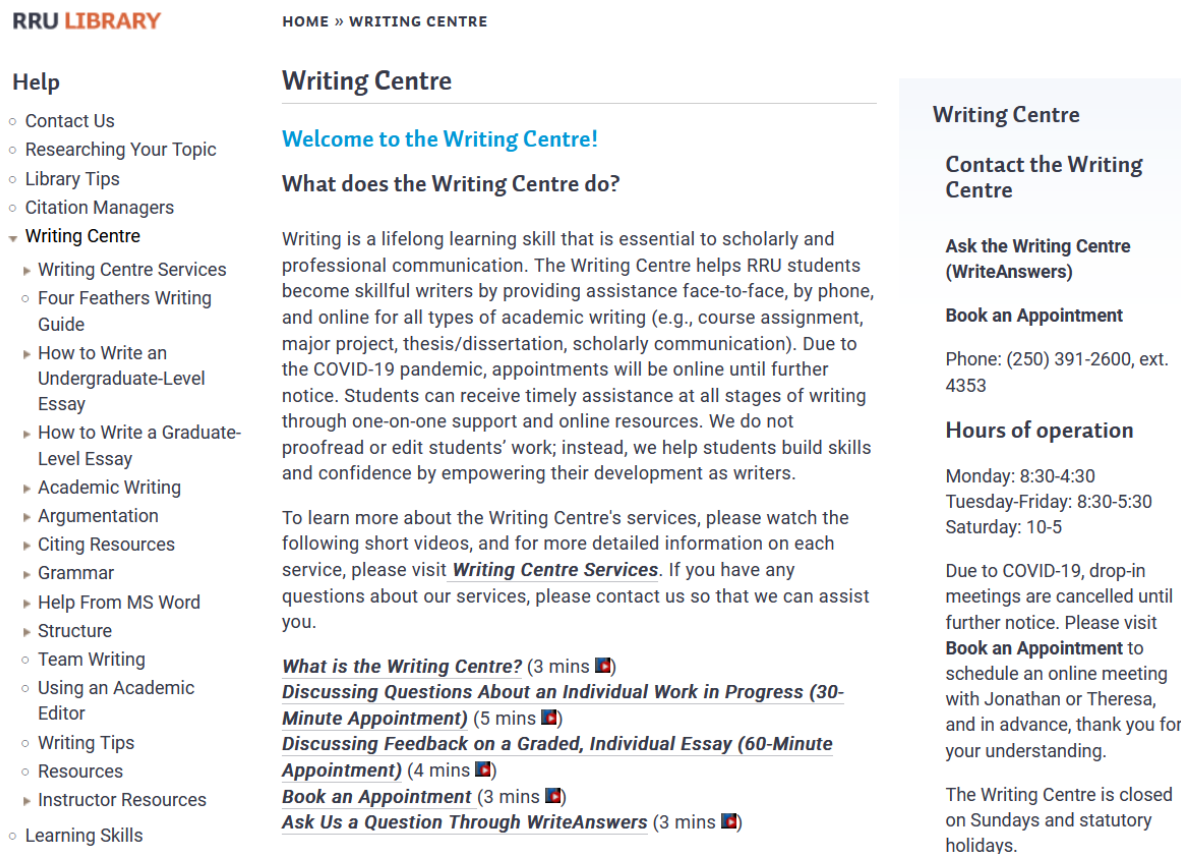 RRU LIBRARY
HOME » WRITING CENTRE
Help
Contact Us
Researching Your Topic
Library Tips
Citation Managers
Writing Centre
Writing Centre Services
Four Feathers Writing
Guide
How to Write an
Undergraduate-Level
Essay
How to Write a Graduate-
Level Essay
Academic Writing
Argumentation
Citing Resources
Grammar
Help From MS Word
Structure
Team Writing
Using an Academic
Editor
Writing Tips
Resources
Instructor Resources
Learning Skills
Writing Centre
Welcome to the Writing Centre!
What does the Writing Centre do?
Writing is a lifelong learning skill that is essential to scholarly and
professional communication. The Writing Centre helps RRU students
become skillful writers by providing assistance face-to-face, by phone,
and online for all types of academic writing (e.g., course assignment,
major project, thesis/dissertation, scholarly communication). Due to
the COVID-19 pandemic, appointments will be online until further
notice. Students can receive timely assistance at all stages of writing
through one-on-one support and online resources. We do not
proofread or edit students' work; instead, we help students build skills
and confidence by empowering their development as writers.
To learn more about the Writing Centre's services, please watch the
following short videos, and for more detailed information on each
service, please visit Writing Centre Services. If you have any
questions about our services, please contact us so that we can assist
you.
What is the Writing Centre? (3 mins)
Discussing Questions About an Individual Work in Progress (30-
Minute Appointment) (5 mins)
Discussing Feedback on a Graded, Individual Essay (60-Minute
Appointment) (4 mins)
Book an Appointment (3 mins)
Ask Us a Question Through WriteAnswers (3 mins)
Writing Centre
Contact the Writing
Centre
Ask the Writing Centre
(WriteAnswers)
Book an Appointment
Phone: (250) 391-2600, ext.
4353
Hours of operation
Monday: 8:30-4:30
Tuesday-Friday: 8:30-5:30
Saturday: 10-5
Due to COVID-19, drop-in
meetings are cancelled until
further notice. Please visit
Book an Appointment to
schedule an online meeting
with Jonathan or Theresa,
and in advance, thank you for
your understanding.
The Writing Centre is closed
on Sundays and statutory
holidays.